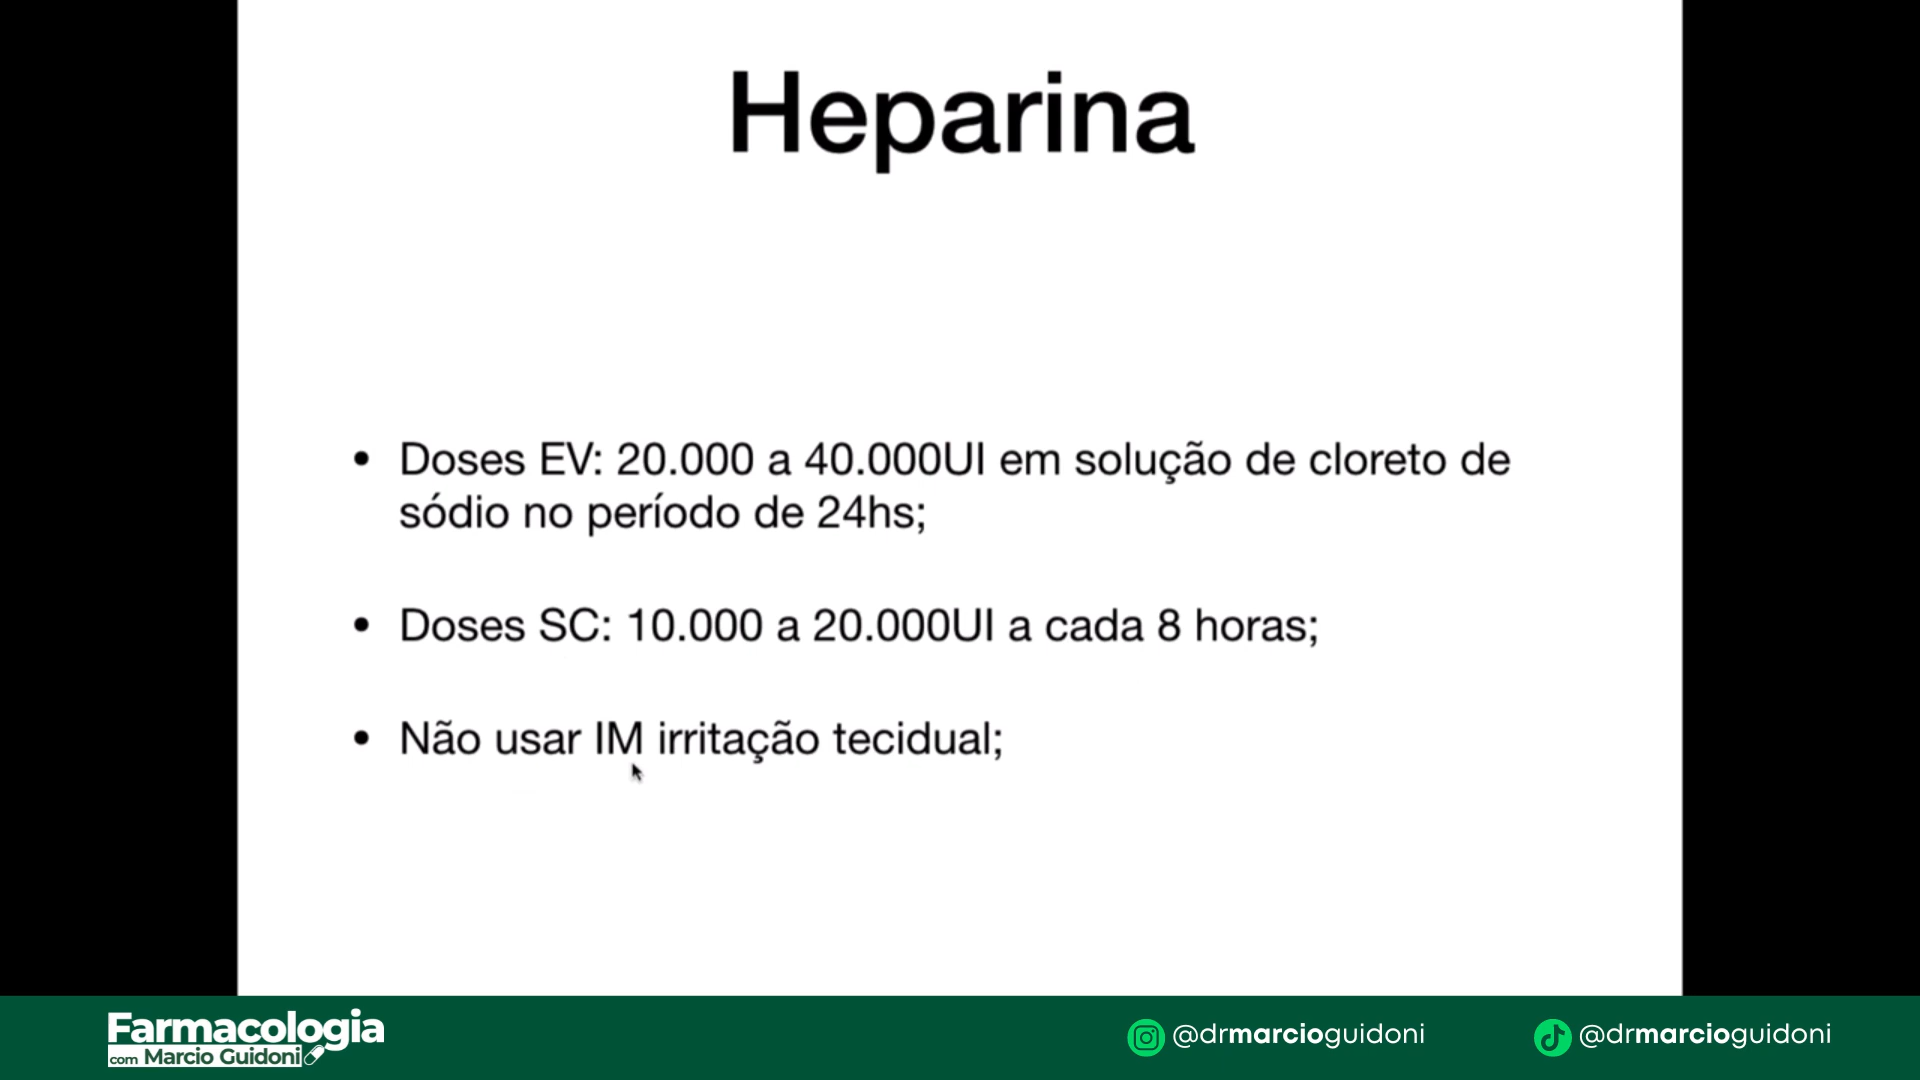 Heparina
• Doses EV: 20.000 a 40.000UI em solução de cloreto de
sódio no período de 24hs;
• Doses SC: 10.000 a 20.000UI a cada 8 horas;
• Não usar IM irritação tecidual;
Farmacologia
com Marcio Guidoni
@drmarcioguidoni
@drmarcioguidoni